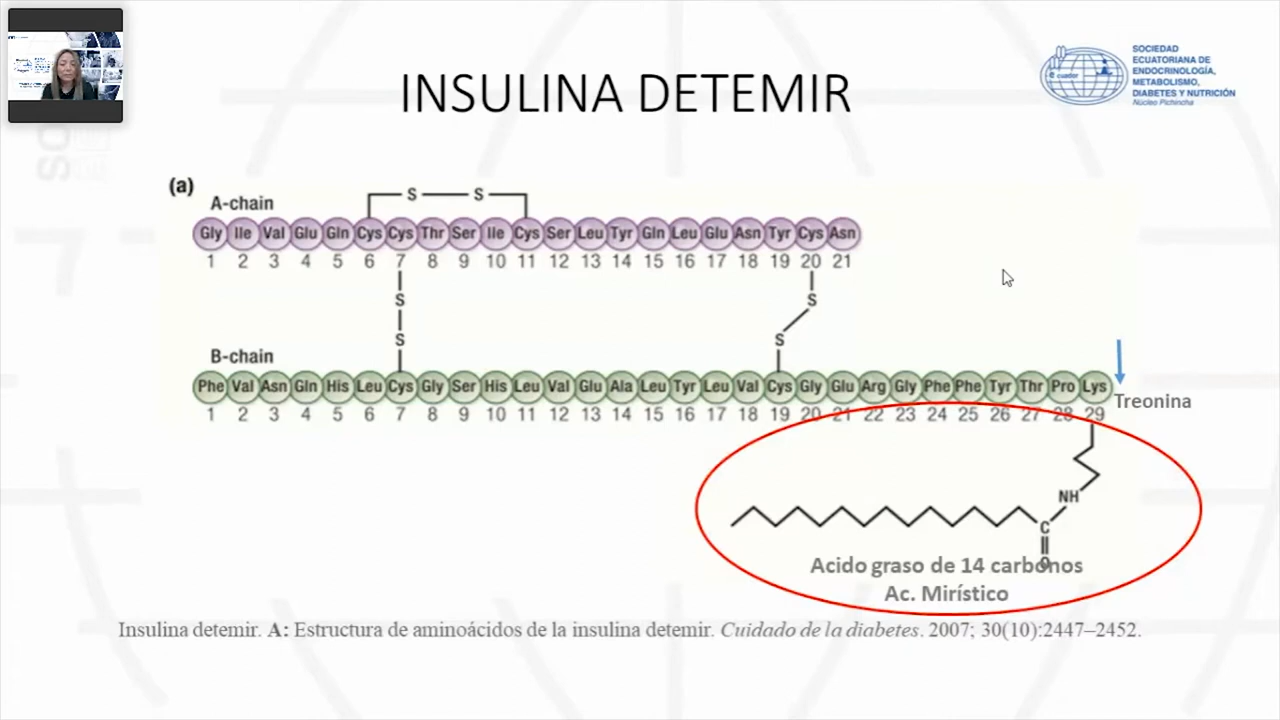 INSULINA DETEMIR
SOCIEDAD
ECUATORIANA DE
ENDOCRINOLOGÍA,
METABOLISMO,
DIABETES Y NUTRICIÓN
Núcleo Pichincha
ecuador
(a)
S S
A-chain
Gly Ile Val Glu Gln Cys Cys Thr Ser Ile Cys Ser Leu Tyr Gln Leu Glu Asn Tyr Cys Asn
1 2 3 4 5 6 7 8 9 10 11 12 13 14 15 16 17 18 19 20 21
S S
S S
B-chain
Phe Val Asn Gln His Leu Cys Gly Ser His Leu Val Glu Ala Leu Tyr Leu Val Cys Gly Glu Arg Gly Phe Phe Tyr Thr Pro Lys
Treonina
1 2 3 4 5 6 7 8 9 10 11 12 13 14 15 16 17 18 19 20 21 22 23 24 25 26 27 28 29
NH
C
O
Acido graso de 14 carbonos
Ac. Mirístico
Insulina detemir. A: Estructura de aminoácidos de la insulina detemir. Cuidado de la diabetes. 2007; 30(10):2447–2452.